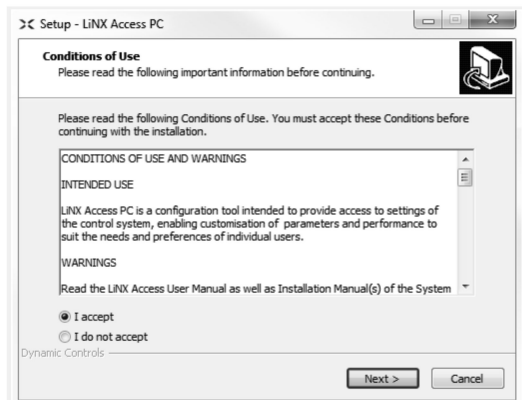 Setup - LiNX Access PC
Conditions of Use
Please read the following important information before continuing.
Please read the following Conditions of Use. You must accept these Conditions before
continuing with the installation.
CONDITIONS OF USE AND WARNINGS
INTENDED USE
LiNX Access PC is a configuration tool intended to provide access to settings of
the control system, enabling customisation of parameters and performance to
suit the needs and preferences of individual users.
WARNINGS
Read the LiNX Access User Manual as well as Installation Manual(s) of the System
I accept
I do not accept
Dynamic Controls
Next >
Cancel